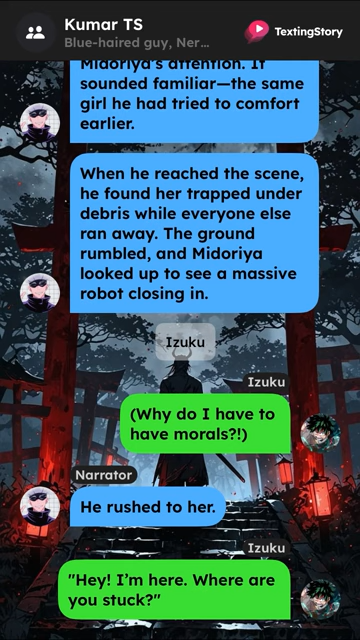 Kumar TS
Blue-haired guy, Ner...
TextingStory
Midoriya's attention. It
sounded familiar—the same
girl he had tried to comfort
earlier.
When he reached the scene,
he found her trapped under
debris while everyone else
ran away. The ground
rumbled, and Midoriya
looked up to see a massive
robot closing in.
Izuku
Izuku
(Why do I have to
have morals?!)
Narrator
He rushed to her.
Izuku
"Hey! I'm here. Where are
you stuck?"